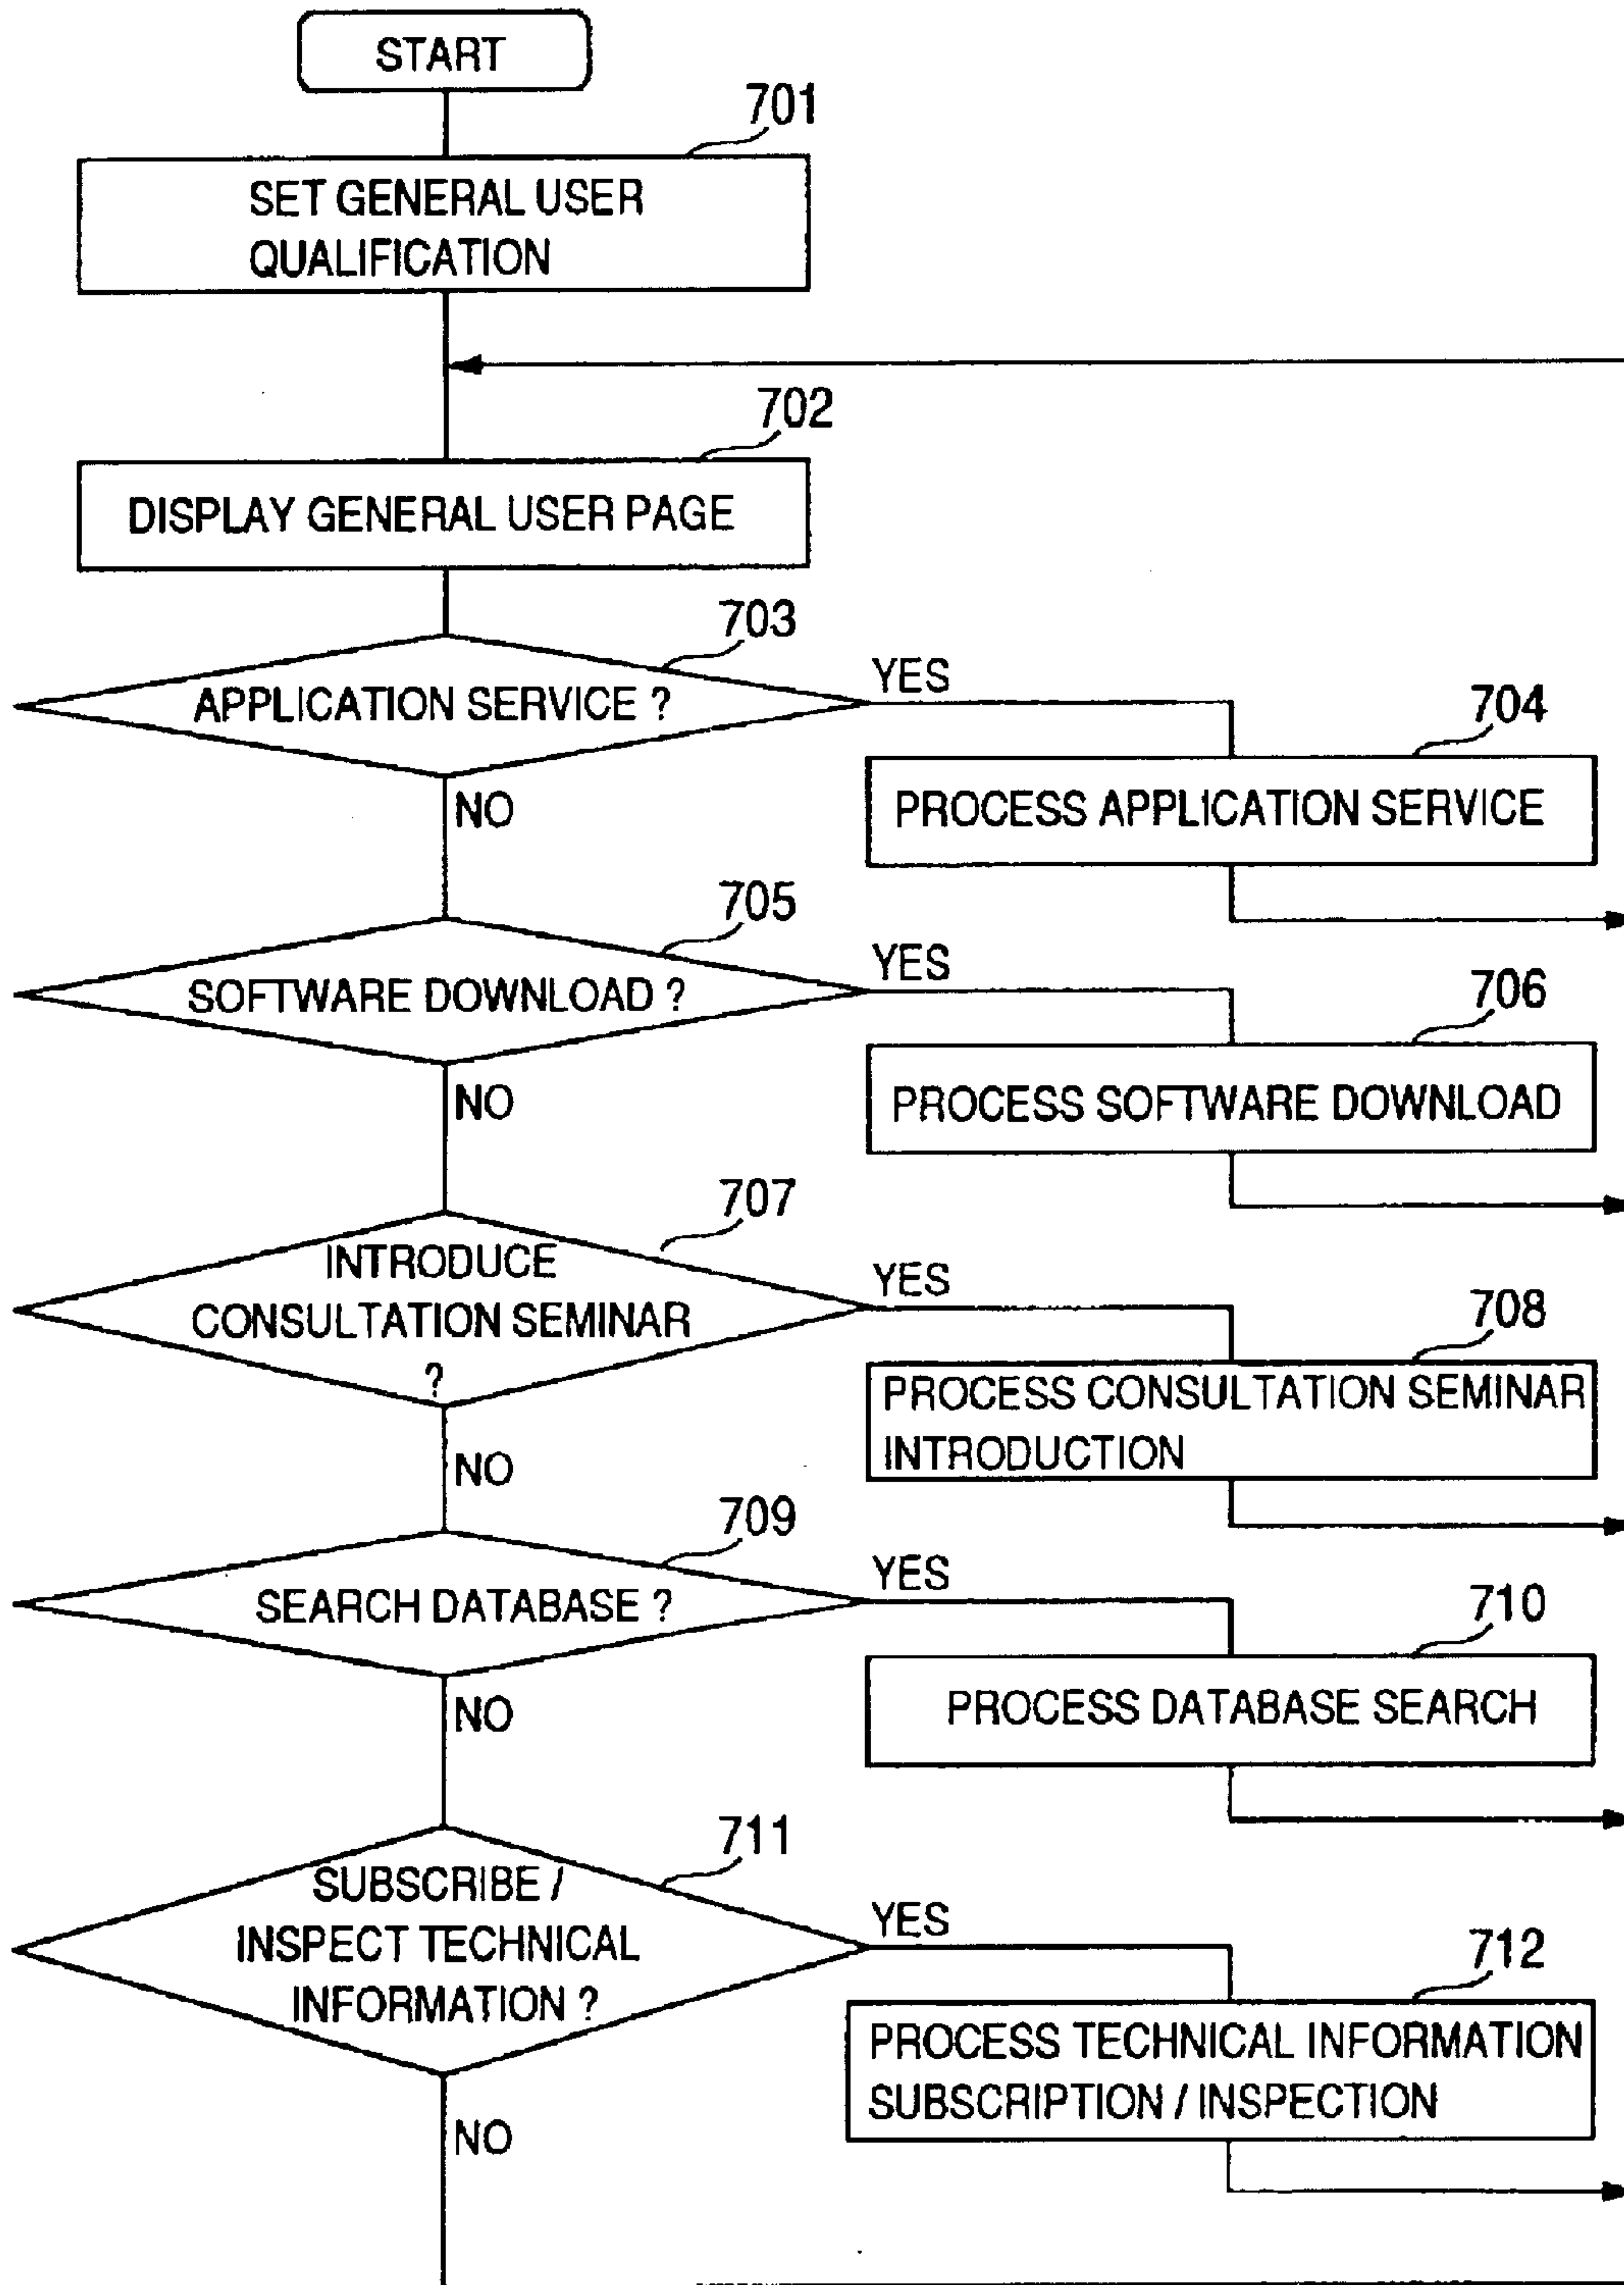 START
701
SET GENERAL USER
QUALIFICATION
702
DISPLAY GENERAL USER PAGE
703
APPLICATION SERVICE ?
YES
704
PROCESS APPLICATION SERVICE
NO
705
SOFTWARE DOWNLOAD ?
YES
706
PROCESS SOFTWARE DOWNLOAD
NO
707
INTRODUCE
CONSULTATION SEMINAR
?
YES
708
PROCESS CONSULTATION SEMINAR
INTRODUCTION
NO
709
SEARCH DATABASE ?
YES
710
PROCESS DATABASE SEARCH
NO
711
SUBSCRIBE /
INSPECT TECHNICAL
INFORMATION ?
YES
712
PROCESS TECHNICAL INFORMATION
SUBSCRIPTION / INSPECTION
NO